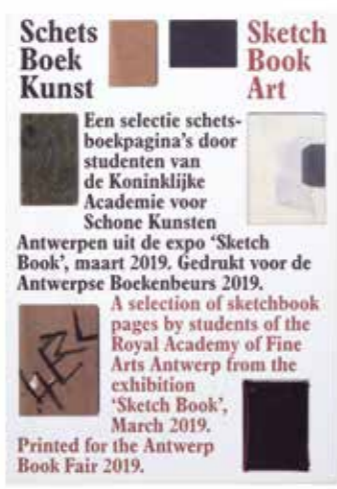 Schets
Boek
Kunst
Sketch
Book
Art
Een selectie schets-
boekpagina's door
studenten van
de Koninklijke
Academie voor
Schone Kunsten
Antwerpen uit de expo ‘Sketch
Book’, maart 2019. Gedrukt voor de
Antwerpse Boekenbeurs 2019.
A selection of sketchbook
pages by students of the
Royal Academy of Fine
Arts Antwerp from the
exhibition
‘Sketch Book’,
March 2019.
Printed for the Antwerp
Book Fair 2019.